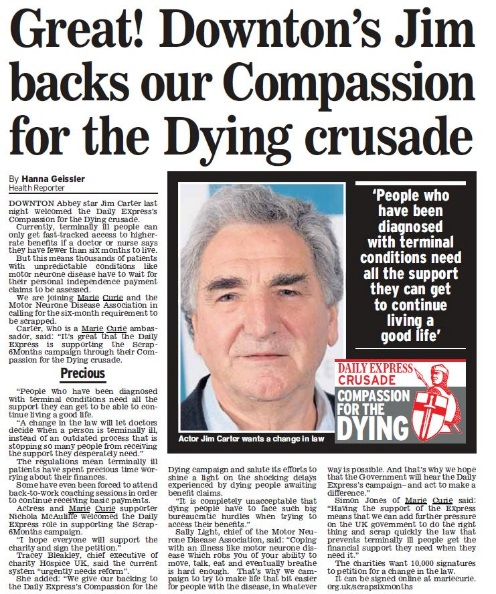 Great! Downton's Jim
backs our Compassion
for the Dying crusade
By Hanna Geissler
Health Reporter
DOWNTON Abbey star Jim Carter last
night welcomed the Daily Express's
Compassion for the Dying crusade.
Currently, terminally ill people can
only get fast-tracked access to higher-
rate benefits if a doctor or nurse says
they have fewer than six months to live.
But this means thousands of patients
with unpredictable conditions like
motor neurone disease have to wait for
their personal independence payment
claims to be assessed.
We are joining Marie Curie and the
Motor Neurone Disease Association in
calling for the six-month requirement to
be scrapped.
Carter, who is a Marie Curie ambas-
sador, said: "It's great that the Daily
Express is supporting the Scrap-
6Months campaign through their Com-
passion for the Dying crusade.
Precious
"People who have been diagnosed
with terminal conditions need all the
support they can get to be able to con-
tinue living a good life.
"A change in the law will let doctors
decide when a person is terminally ill,
instead of an outdated process that is
stopping so many people from receiving
the support they desperately need."
The regulations mean terminally ill
patients have spent precious time wor-
rying about their finances.
Some have even been forced to attend
back-to-work coaching sessions in order
to continue receiving basic payments.
Actress and Marie Curie supporter
Nichola McAuliffe welcomed the Daily
Express role in supporting the Scrap-
6Months campaign.
"I hope everyone will support the
charity and sign the petition."
Tracey Bleakley, chief executive of
charity Hospice UK, said the current
system "urgently needs reform".
She added: "We give our backing to
the Daily Express's Compassion for the
Actor Jim Carter wants a change in law
'People who
have been
diagnosed
with terminal
conditions need
all the support
they can get
to continue
living a
good life'
DAILY EXPRESS
CRUSADE
COMPASSION
FOR THE
DYING
Dying campaign and salute its efforts to
shine a light on the shocking delays
experienced by dying people awaiting
benefit claims.
"It is completely unacceptable that
dying people have to face such big
bureaucratic hurdles when trying to
access their benefits."
Sally Light, chief of the Motor Neu-
rone Disease Association, said: "Coping
with an illness like motor neurone dis-
ease which robs you of your ability to
move, talk, eat and eventually breathe
is hard enough. That's why we cam-
paign to try to make life that bit easier
for people with the disease, in whatever
way is possible. And that's why we hope
that the Government will hear the Daily
Express's campaign– and act to make a
difference."
Simon Jones of Marie Curie said:
"Having the support of the Express
means that we can add further pressure
on the UK government to do the right
thing and scrap quickly the law that
prevents terminally ill people get the
financial support they need when they
need it."
The charities want 10,000 signatures
to petition for a change in the law.
It can be signed online at mariecurie.
org.uk/scrapsixmonths